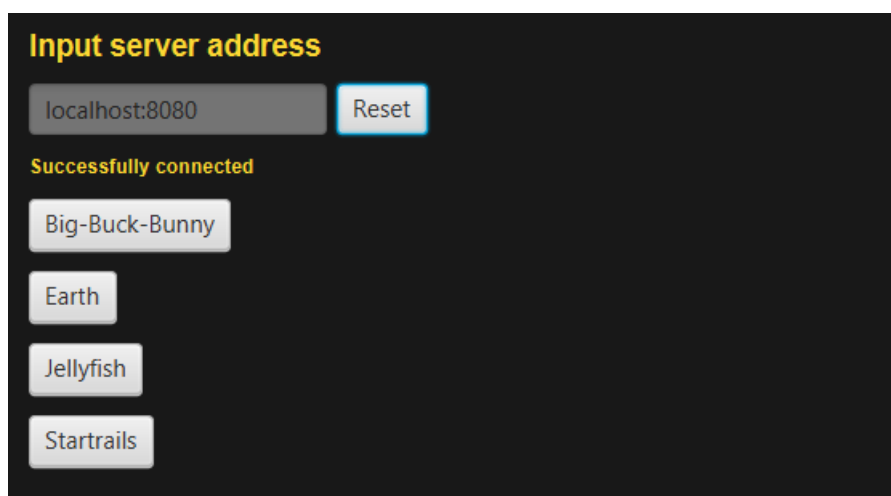 Input server address
localhost:8080 Reset
Successfully connected
Big-Buck-Bunny
Earth
Jellyfish
Startrails